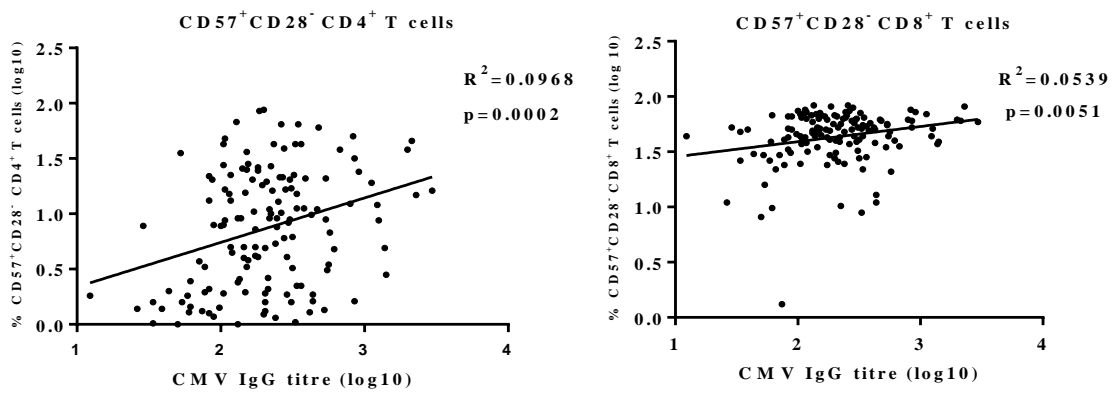 CD57⁺CD28⁻ CD4⁺ T cells
% CD57⁺CD28⁻ CD4⁺ T cells (log10)
2.5
2.0
1.5
1.0
0.5
0.0
R²=0.0968
p=0.0002
1 2 3 4
CMV IgG titre (log10)
CD57⁺CD28⁻ CD8⁺ T cells
% CD57⁺CD28⁻ CD8⁺ T cells (log 10)
2.5
2.0
1.5
1.0
0.5
0.0
R²=0.0539
p=0.0051
1 2 3 4
CMV IgG titre (log10)